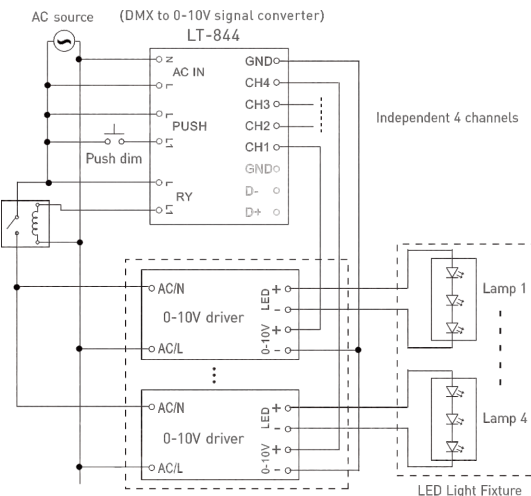 AC source
(DMX to 0-10V signal converter)
LT-844
N
AC IN
L
L
PUSH
L1
Push dim
L
RY
L1
GND
CH4
CH3
CH2
CH1
GND
D-
D+
Independent 4 channels
AC/N
0-10V driver
AC/L
LED
+
-
0-10V
+
-
Lamp 1
AC/N
0-10V driver
AC/L
LED
+
-
0-10V
+
-
Lamp 4
LED Light Fixture